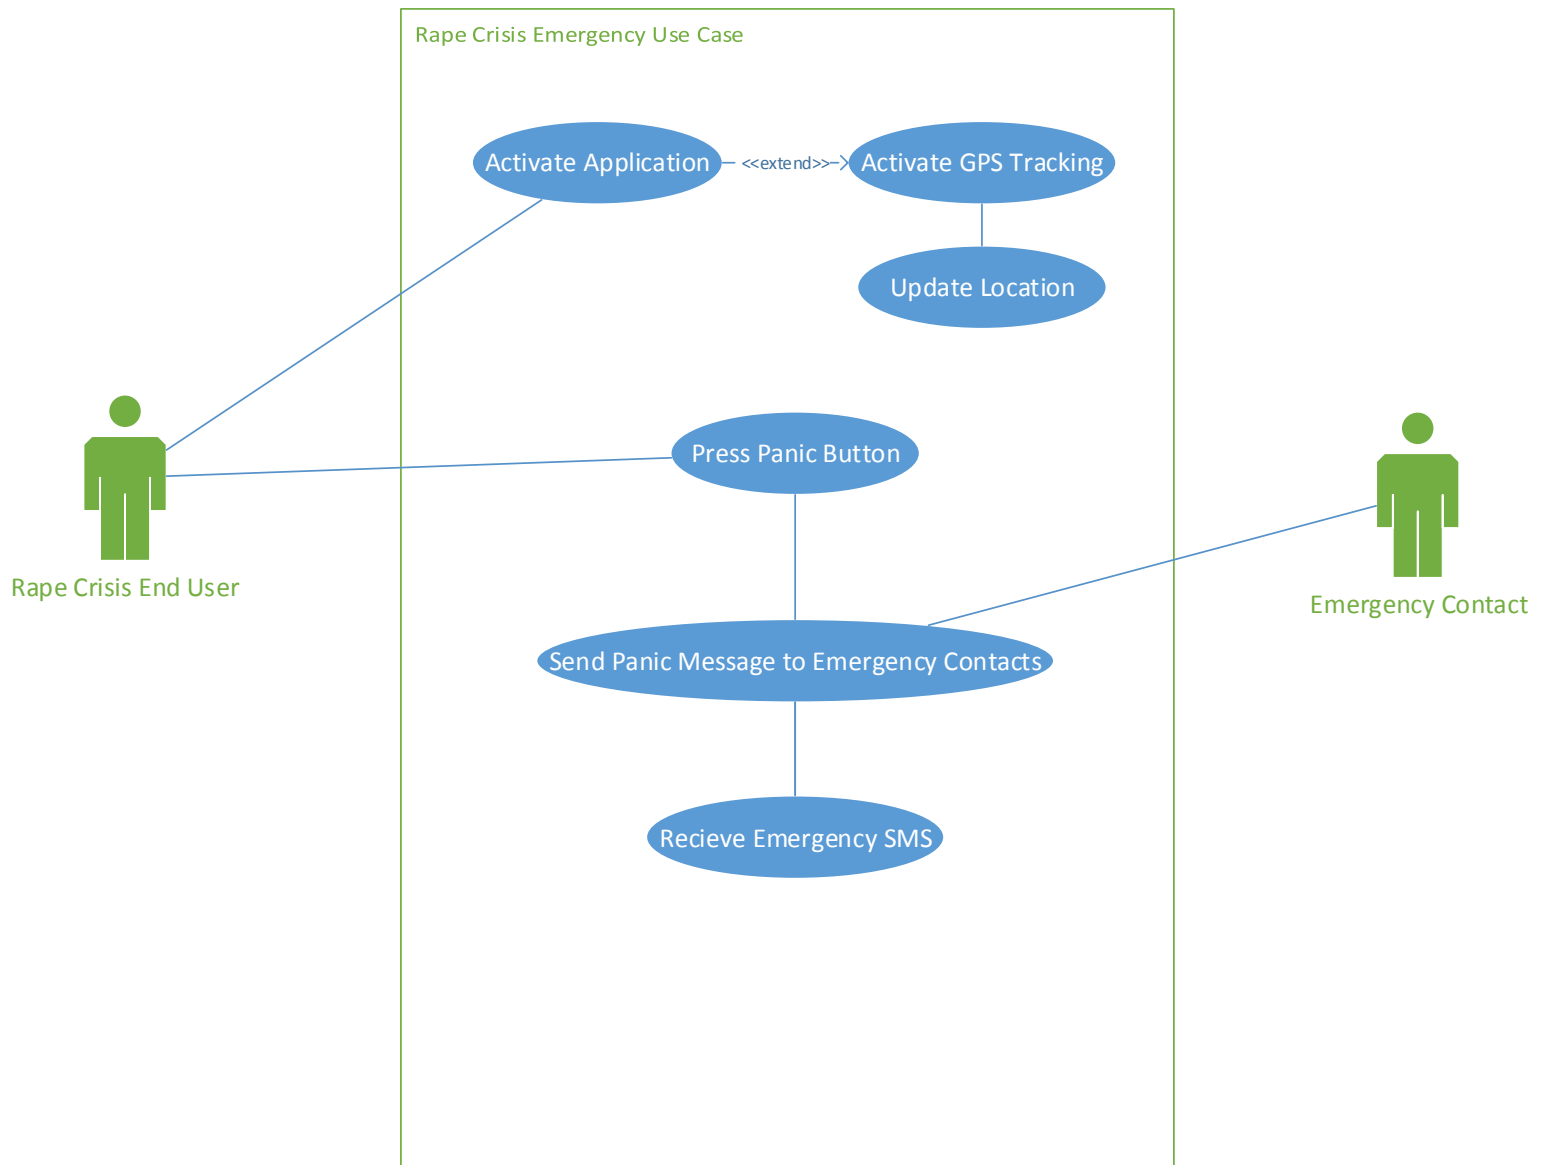 Rape Crisis Emergency Use Case
Activate Application
<<extend>>
Activate GPS Tracking
Update Location
Press Panic Button
Rape Crisis End User
Emergency Contact
Send Panic Message to Emergency Contacts
Recieve Emergency SMS